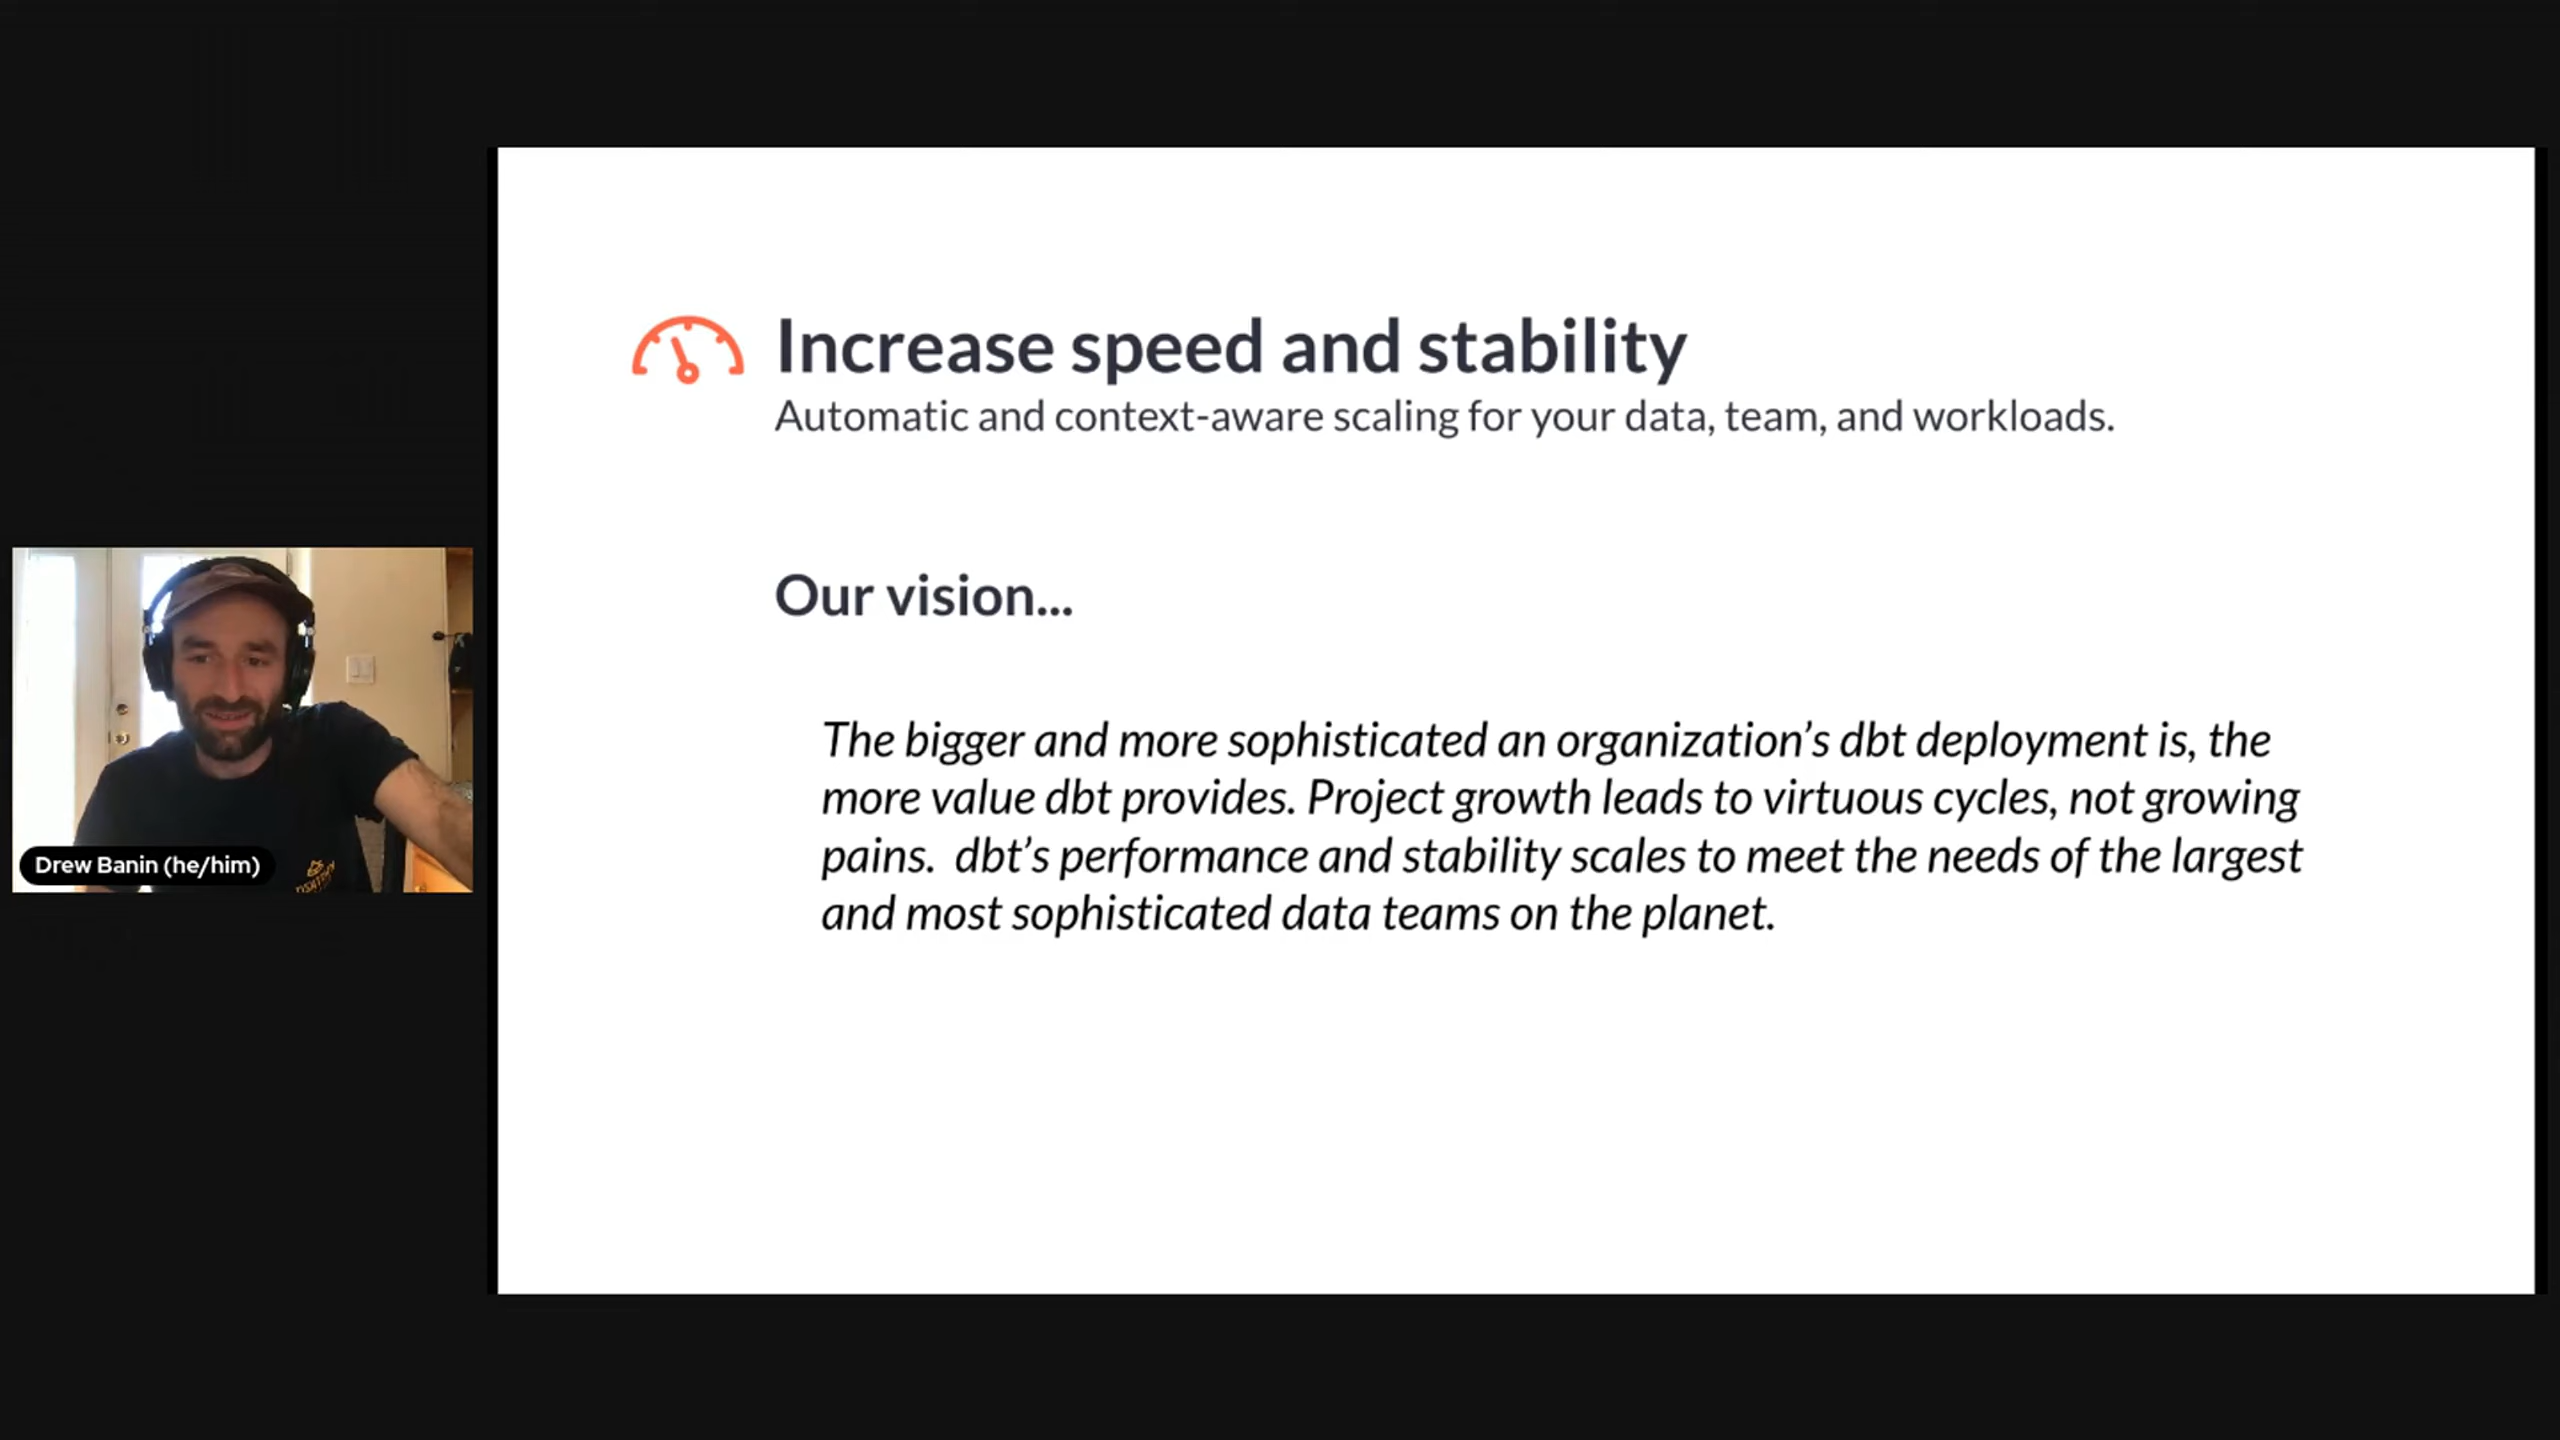 Increase speed and stability
Automatic and context-aware scaling for your data, team, and workloads.
Our vision...
The bigger and more sophisticated an organization’s dbt deployment is, the
more value dbt provides. Project growth leads to virtuous cycles, not growing
pains.  dbt’s performance and stability scales to meet the needs of the largest
and most sophisticated data teams on the planet.
Drew Banin (he/him)